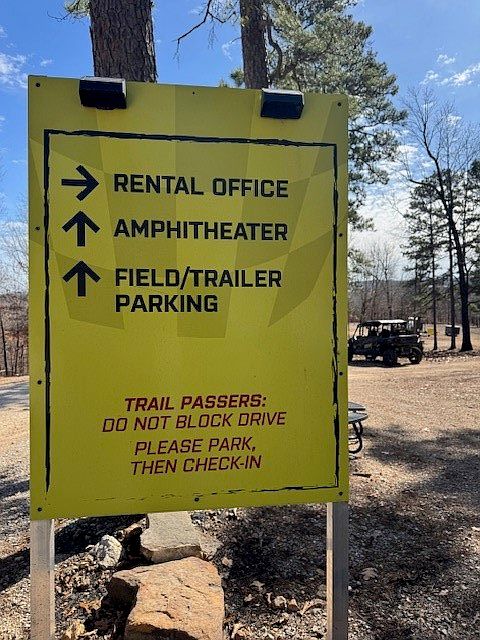 → RENTAL OFFICE
↑ AMPHITHEATER
↑ FIELD/TRAILER
PARKING
TRAIL PASSERS:
DO NOT BLOCK DRIVE
PLEASE PARK,
THEN CHECK-IN